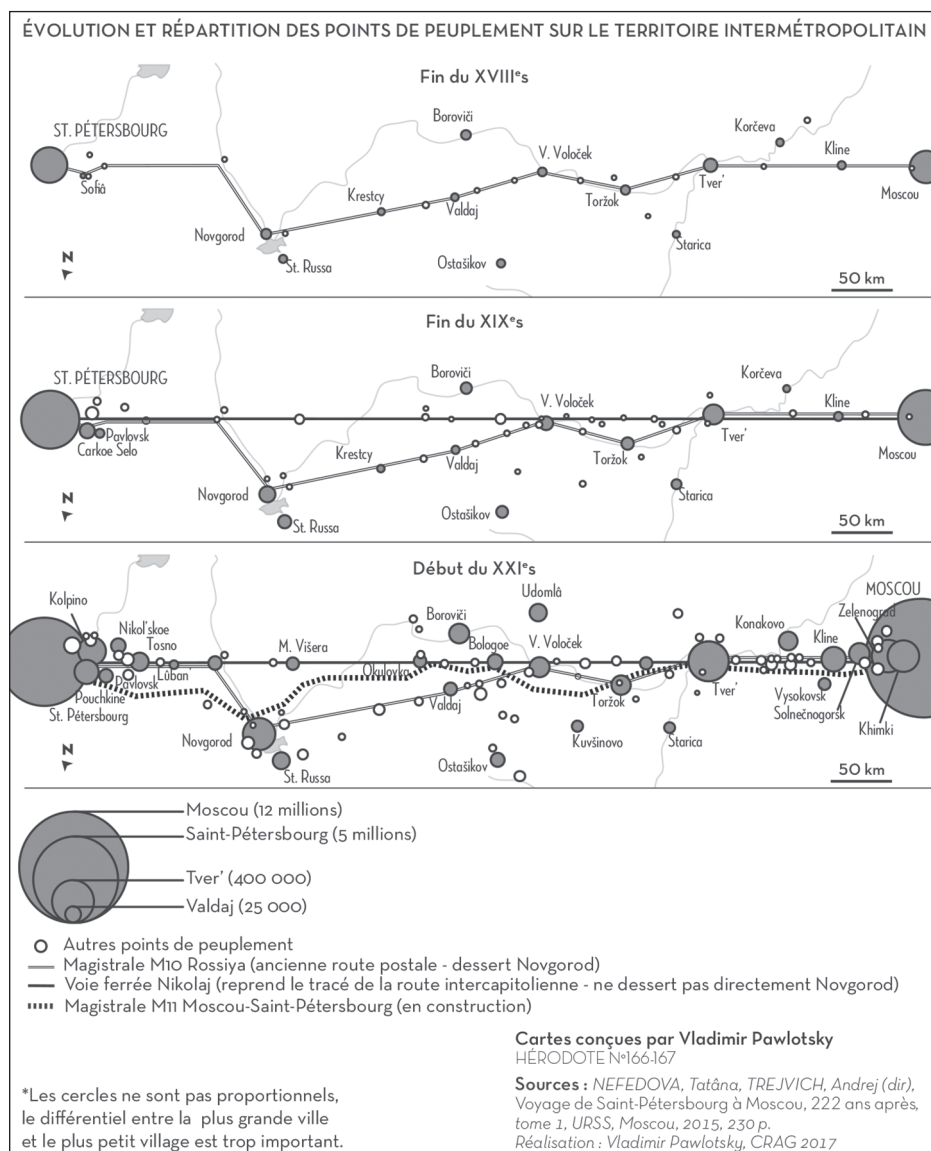 ÉVOLUTION ET RÉPARTITION DES POINTS DE PEUPLEMENT SUR LE TERRITOIRE INTERMÉTROPOLITAIN
Fin du XVIIIᵉs
ST. PÉTERSBOURG
Sofiâ
Novgorod
St. Russa
Krestcy
Valdaj
Boroviči
Ostašikov
V. Voloček
Toržok
Tver'
Starica
Korčeva
Kline
Moscou
N
50 km
Fin du XIXᵉs
ST. PÉTERSBOURG
Pavlovsk
Carkoe Selo
Novgorod
St. Russa
Krestcy
Valdaj
Boroviči
Ostašikov
V. Voloček
Toržok
Tver'
Starica
Korčeva
Kline
Moscou
N
50 km
Début du XXIᵉs
Kolpino
Nikol'skoe
Tosno
Lûban'
Pavlovsk
Pouchkine
St. Pétersbourg
M. Višera
Novgorod
St. Russa
Okulovka
Boroviči
Bologoe
Udomlâ
V. Voloček
Valdaj
Ostašikov
Toržok
Kuvšinovo
Starica
Tver'
Konakovo
Kline
Vysokovsk
Solnečnogorsk
Zelenograd
MOSCOU
Khimki
N
50 km
Moscou (12 millions)
Saint-Pétersbourg (5 millions)
Tver' (400 000)
Valdaj (25 000)
Autres points de peuplement
Magistrale M10 Rossiya (ancienne route postale - dessert Novgorod)
Voie ferrée Nikolaj (reprend le tracé de la route intercapitolienne - ne dessert pas directement Novgorod)
Magistrale M11 Moscou-Saint-Pétersbourg (en construction)
*Les cercles ne sont pas proportionnels,
le différentiel entre la plus grande ville
et le plus petit village est trop important.
Cartes conçues par Vladimir Pawlotsky
HÉRODOTE N°166-167
Sources : NEFEDOVA, Tatâna, TREJVICH, Andrej (dir),
Voyage de Saint-Pétersbourg à Moscou, 222 ans après,
tome 1, URSS, Moscou, 2015, 230 p.
Réalisation : Vladimir Pawlotsky, CRAG 2017